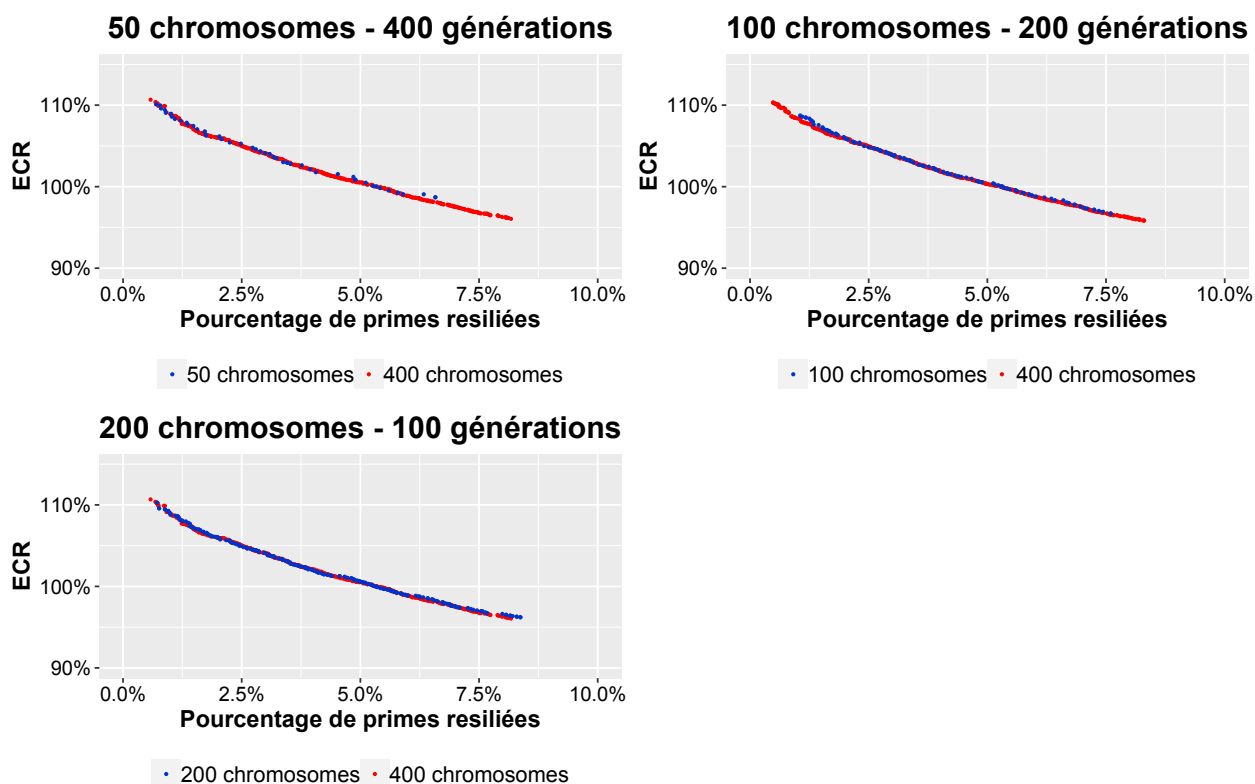 50 chromosomes - 400 générations
110%
100%
90%
ECR
0.0% 2.5% 5.0% 7.5% 10.0%
Pourcentage de primes resiliées
50 chromosomes 400 chromosomes
100 chromosomes - 200 générations
110%
100%
90%
ECR
0.0% 2.5% 5.0% 7.5% 10.0%
Pourcentage de primes resiliées
100 chromosomes 400 chromosomes
200 chromosomes - 100 générations
110%
100%
90%
ECR
0.0% 2.5% 5.0% 7.5% 10.0%
Pourcentage de primes resiliées
200 chromosomes 400 chromosomes